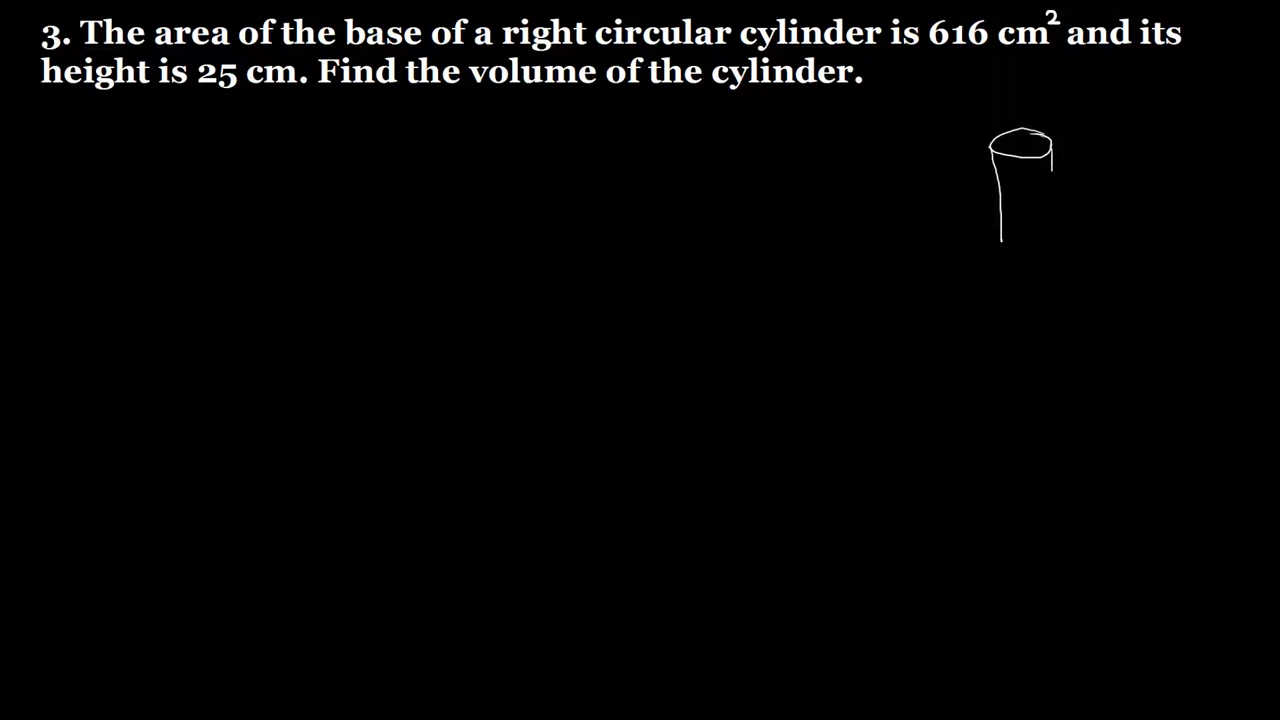 3. The area of the base of a right circular cylinder is 616 cm² and its
height is 25 cm. Find the volume of the cylinder.